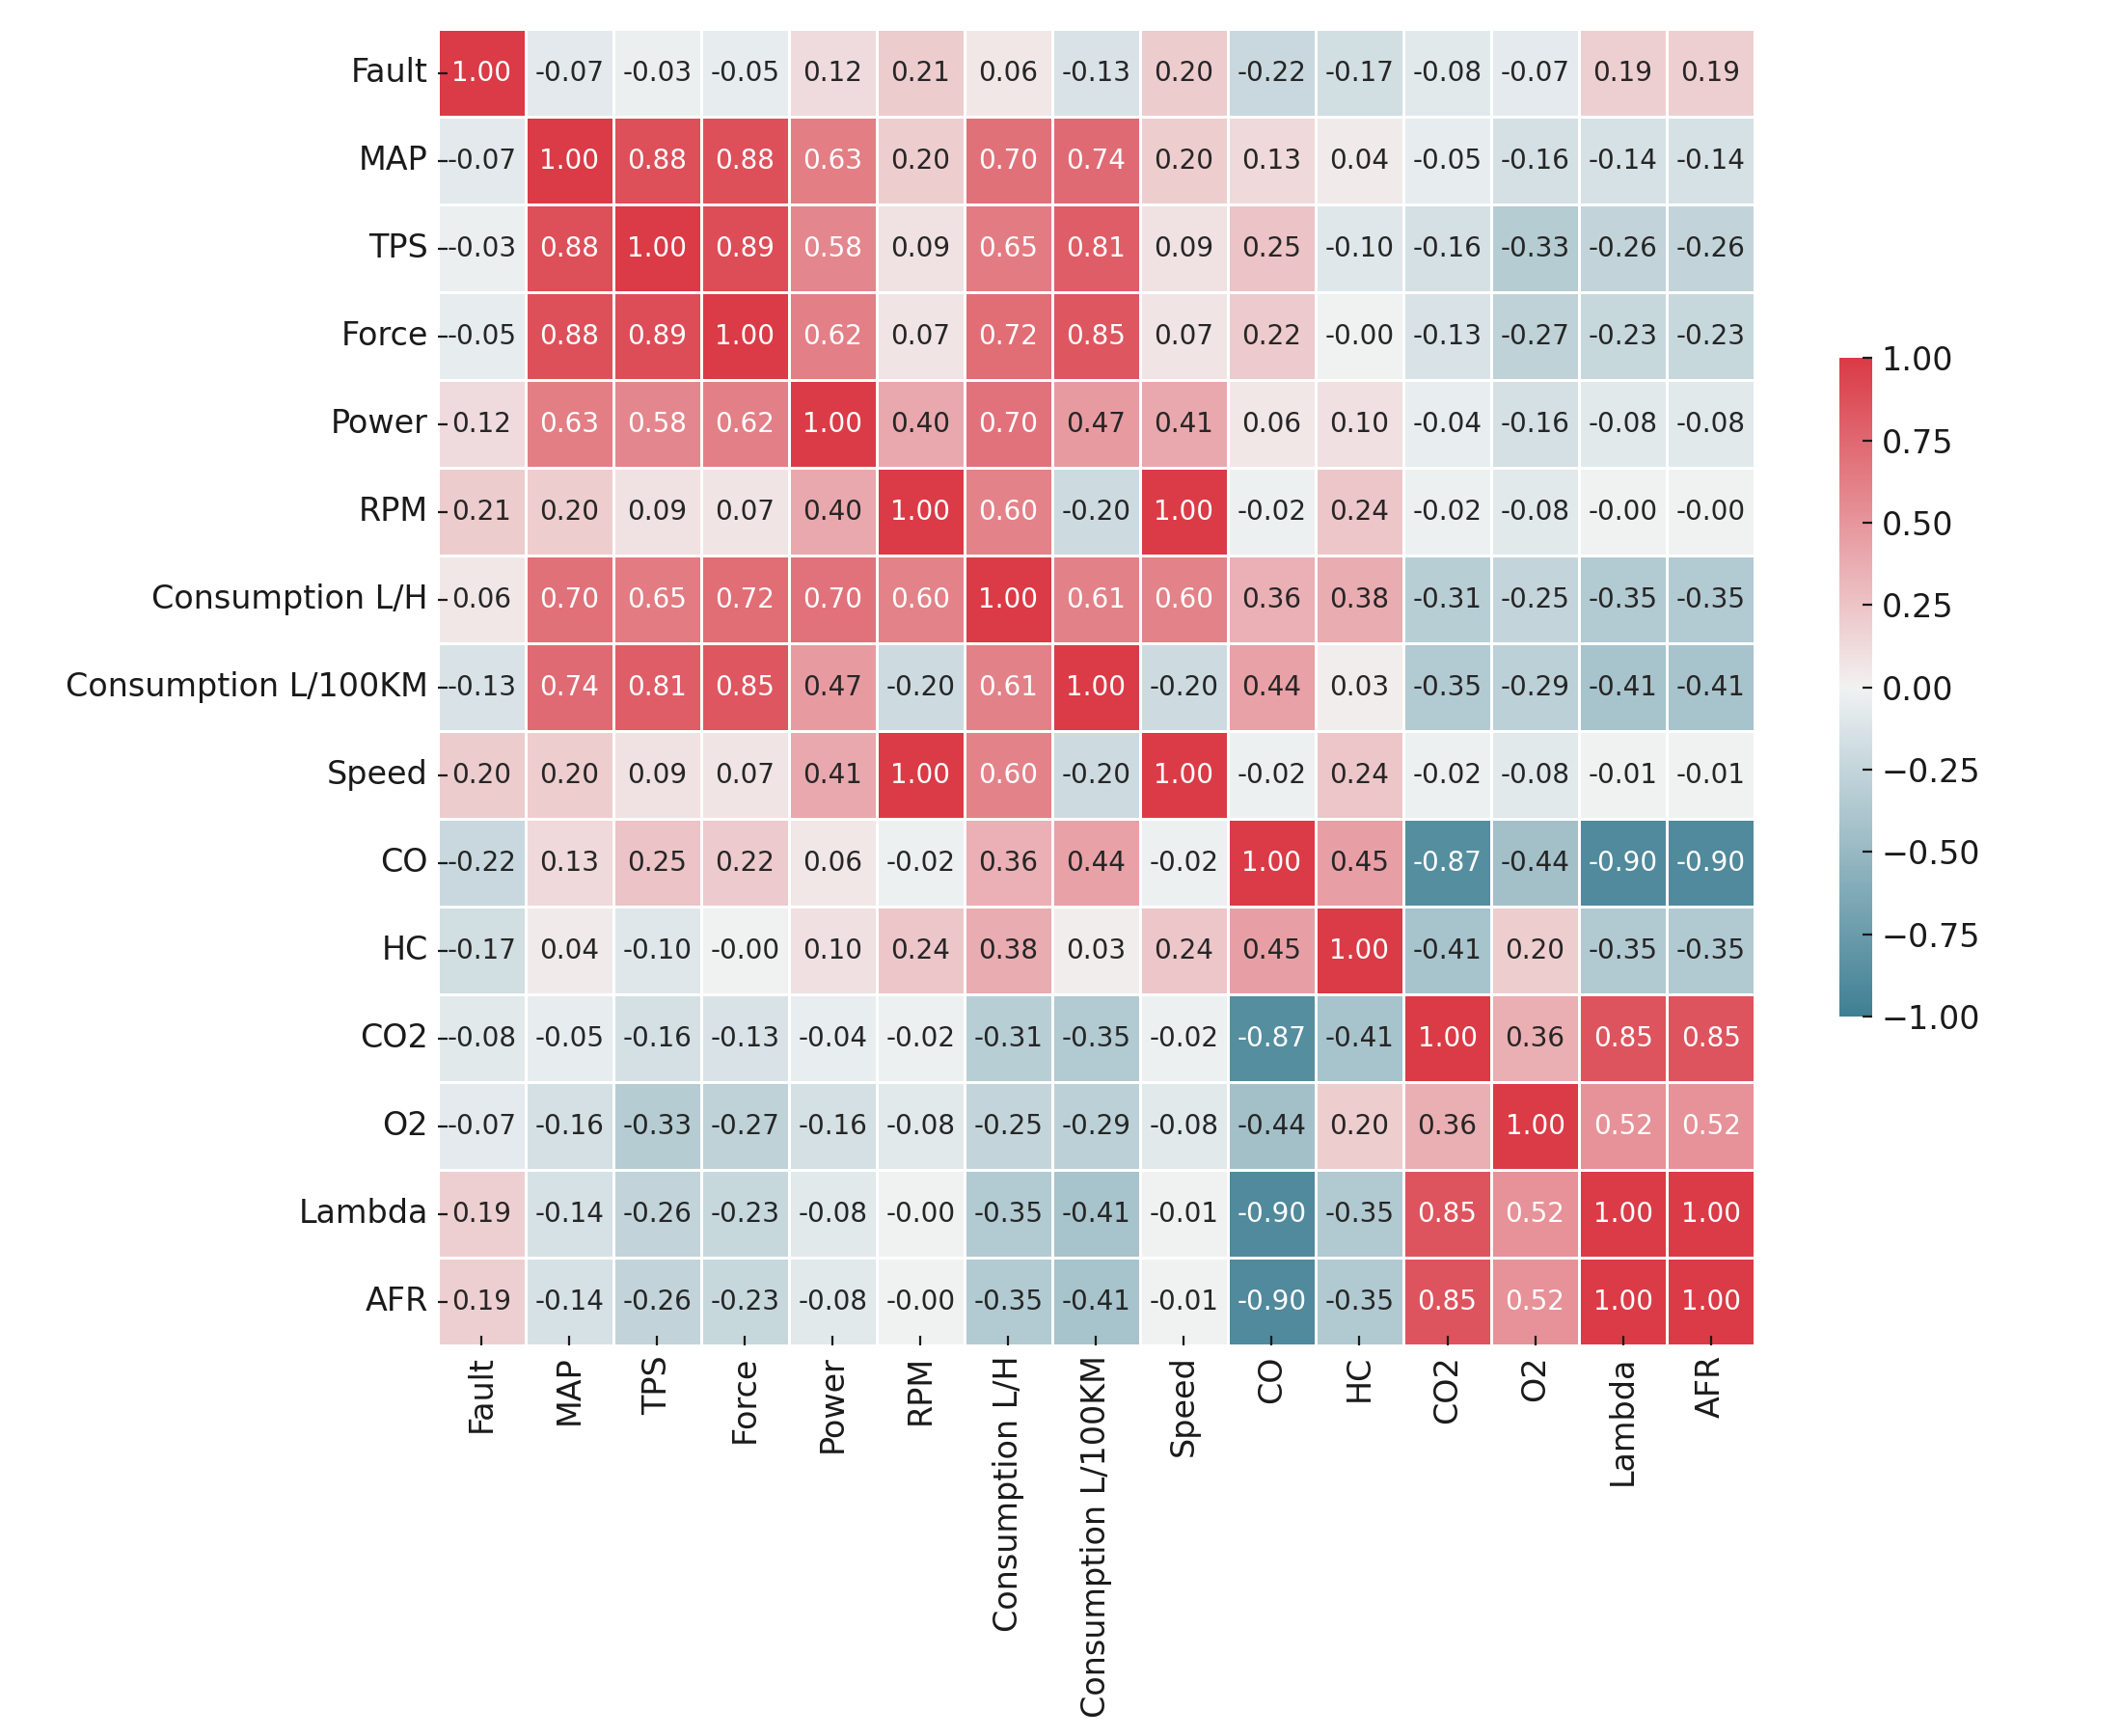 Fault 1.00 -0.07 -0.03 -0.05 0.12 0.21 0.06 -0.13 0.20 -0.22 -0.17 -0.08 -0.07 0.19 0.19
MAP -0.07 1.00 0.88 0.88 0.63 0.20 0.70 0.74 0.20 0.13 0.04 -0.05 -0.16 -0.14 -0.14
TPS -0.03 0.88 1.00 0.89 0.58 0.09 0.65 0.81 0.09 0.25 -0.10 -0.16 -0.33 -0.26 -0.26
Force -0.05 0.88 0.89 1.00 0.62 0.07 0.72 0.85 0.07 0.22 -0.00 -0.13 -0.27 -0.23 -0.23
Power 0.12 0.63 0.58 0.62 1.00 0.40 0.70 0.47 0.41 0.06 0.10 -0.04 -0.16 -0.08 -0.08
RPM 0.21 0.20 0.09 0.07 0.40 1.00 0.60 -0.20 1.00 -0.02 0.24 -0.02 -0.08 -0.00 -0.00
Consumption L/H 0.06 0.70 0.65 0.72 0.70 0.60 1.00 0.61 0.60 0.36 0.38 -0.31 -0.25 -0.35 -0.35
Consumption L/100KM -0.13 0.74 0.81 0.85 0.47 -0.20 0.61 1.00 -0.20 0.44 0.03 -0.35 -0.29 -0.41 -0.41
Speed 0.20 0.20 0.09 0.07 0.41 1.00 0.60 -0.20 1.00 -0.02 0.24 -0.02 -0.08 -0.01 -0.01
CO -0.22 0.13 0.25 0.22 0.06 -0.02 0.36 0.44 -0.02 1.00 0.45 -0.87 -0.44 -0.90 -0.90
HC -0.17 0.04 -0.10 -0.00 0.10 0.24 0.38 0.03 0.24 0.45 1.00 -0.41 0.20 -0.35 -0.35
CO2 -0.08 -0.05 -0.16 -0.13 -0.04 -0.02 -0.31 -0.35 -0.02 -0.87 -0.41 1.00 0.36 0.85 0.85
O2 -0.07 -0.16 -0.33 -0.27 -0.16 -0.08 -0.25 -0.29 -0.08 -0.44 0.20 0.36 1.00 0.52 0.52
Lambda 0.19 -0.14 -0.26 -0.23 -0.08 -0.00 -0.35 -0.41 -0.01 -0.90 -0.35 0.85 0.52 1.00 1.00
AFR 0.19 -0.14 -0.26 -0.23 -0.08 -0.00 -0.35 -0.41 -0.01 -0.90 -0.35 0.85 0.52 1.00 1.00
Fault
MAP
TPS
Force
Power
RPM
Consumption L/H
Consumption L/100KM
Speed
CO
HC
CO2
O2
Lambda
AFR
1.00
0.75
0.50
0.25
0.00
−0.25
−0.50
−0.75
−1.00